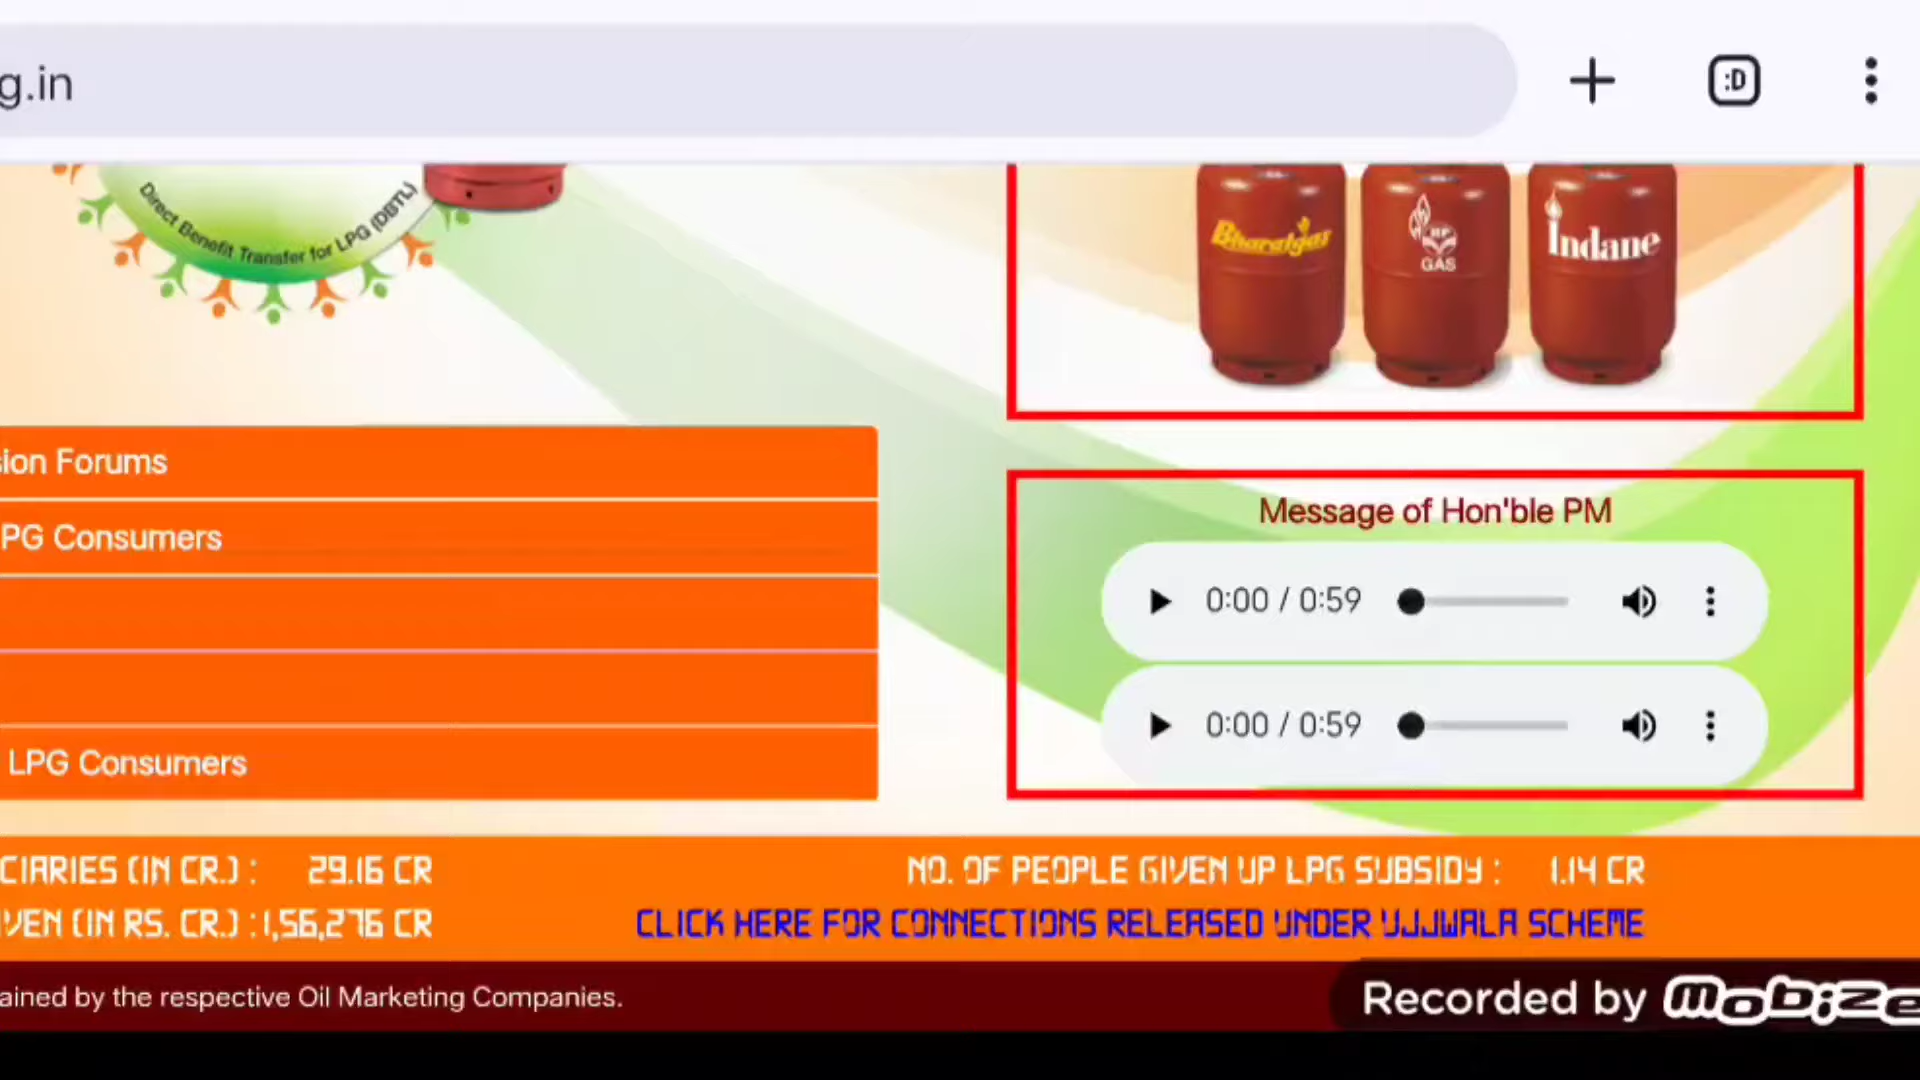 g.in
:D
Direct Benefit Transfer for LPG (DBTL)
Bharatgas
HP
GAS
Indane
sion Forums
PG Consumers
LPG Consumers
Message of Hon'ble PM
0:00 / 0:59
0:00 / 0:59
CIARIES (IN CR.) : 29.16 CR
NO. OF PEOPLE GIVEN UP LPG SUBSIDY : 1.14 CR
IVEN (IN RS. CR.) :1,56,276 CR
CLICK HERE FOR CONNECTIONS RELEASED UNDER UJJWALA SCHEME
ained by the respective Oil Marketing Companies.
Recorded by mobize